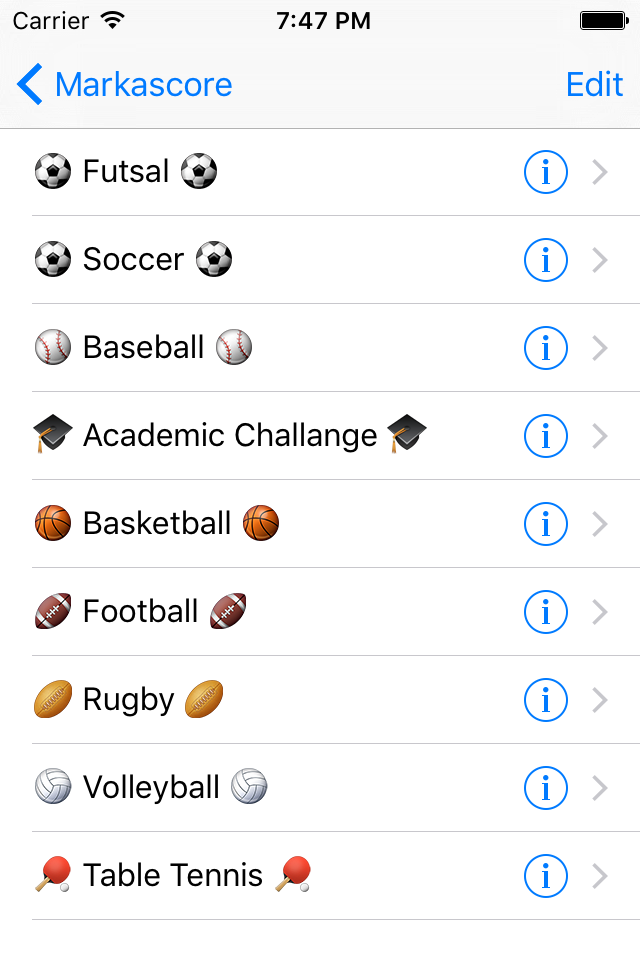 Carrier 7:47 PM
Markascore Edit
Futsal
Soccer
Baseball
Academic Challange
Basketball
Football
Rugby
Volleyball
Table Tennis